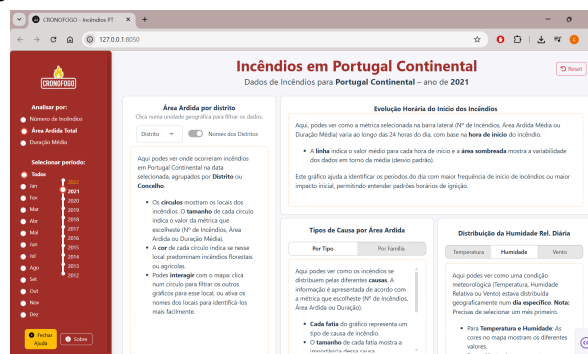 CRONOFOGO - Incêndios PT
127.0.0.1:8050
CRONOFOGO
Analisar por:
Número de Incêndios
Área Ardida Total
Duração Média
Selecionar período:
Todos
Jan
Fev
Mar
Abr
Mai
Jun
Jul
Ago
Set
Out
Nov
Dez
2022
2021
2020
2019
2018
2017
2016
2015
2014
2013
2012
Fechar
Ajuda
Sobre
Incêndios em Portugal Continental
Dados de Incêndios para Portugal Continental – ano de 2021
Reset
Área Ardida por distrito
Clica numa unidade geográfica para filtrar os dados.
Distrito
Nomes dos Distritos
Aqui podes ver onde ocorreram incêndios
em Portugal Continental na data
selecionada, agrupados por Distrito ou
Concelho.
Os círculos mostram os locais dos
incêndios. O tamanho de cada círculo
indica o valor da métrica que
escolheste (Nº de Incêndios, Área
Ardida ou Duração Média).
A cor de cada círculo indica se nesse
local predominam incêndios florestais
ou agrícolas.
Podes interagir com o mapa: clica
num círculo para filtrar os outros
gráficos para esse local, ou ativa os
nomes dos locais para identificá-los
mais facilmente.
Evolução Horária do Início dos Incêndios
Aqui, podes ver como a métrica selecionada na barra lateral (Nº de Incêndios, Área Ardida Média ou
Duração Média) varia ao longo das 24 horas do dia, com base na hora de início do incêndio.
A linha indica o valor médio para cada hora de início e a área sombreada mostra a variabilidade
dos dados em torno da média (desvio padrão).
Este gráfico ajuda a identificar os períodos do dia com maior frequência de início de incêndios ou maior
impacto inicial, permitindo entender padrões horários de ignição.
Tipos de Causa por Área Ardida
Por Tipo
Por Família
Aqui podes ver como os incêndios se
distribuem pelas diferentes causas. A
informação é apresentada de acordo com
a métrica que escolheste (Nº de Incêndios,
Área Ardida ou Duração).
Cada fatia do gráfico representa um
tipo de causa de incêndio.
O tamanho de cada fatia mostra a
importância dessa causa
Distribuição da Humidade Rel. Diária
Temperatura
Humidade
Vento
Aqui podes ver como uma condição
meteorológica (Temperatura, Humidade
Relativa ou Vento) estava distribuída
geograficamente num dia específico. Nota:
Precisas de selecionar um mês primeiro.
Para Temperatura e Humidade: As
cores no mapa mostram os diferentes
valores.